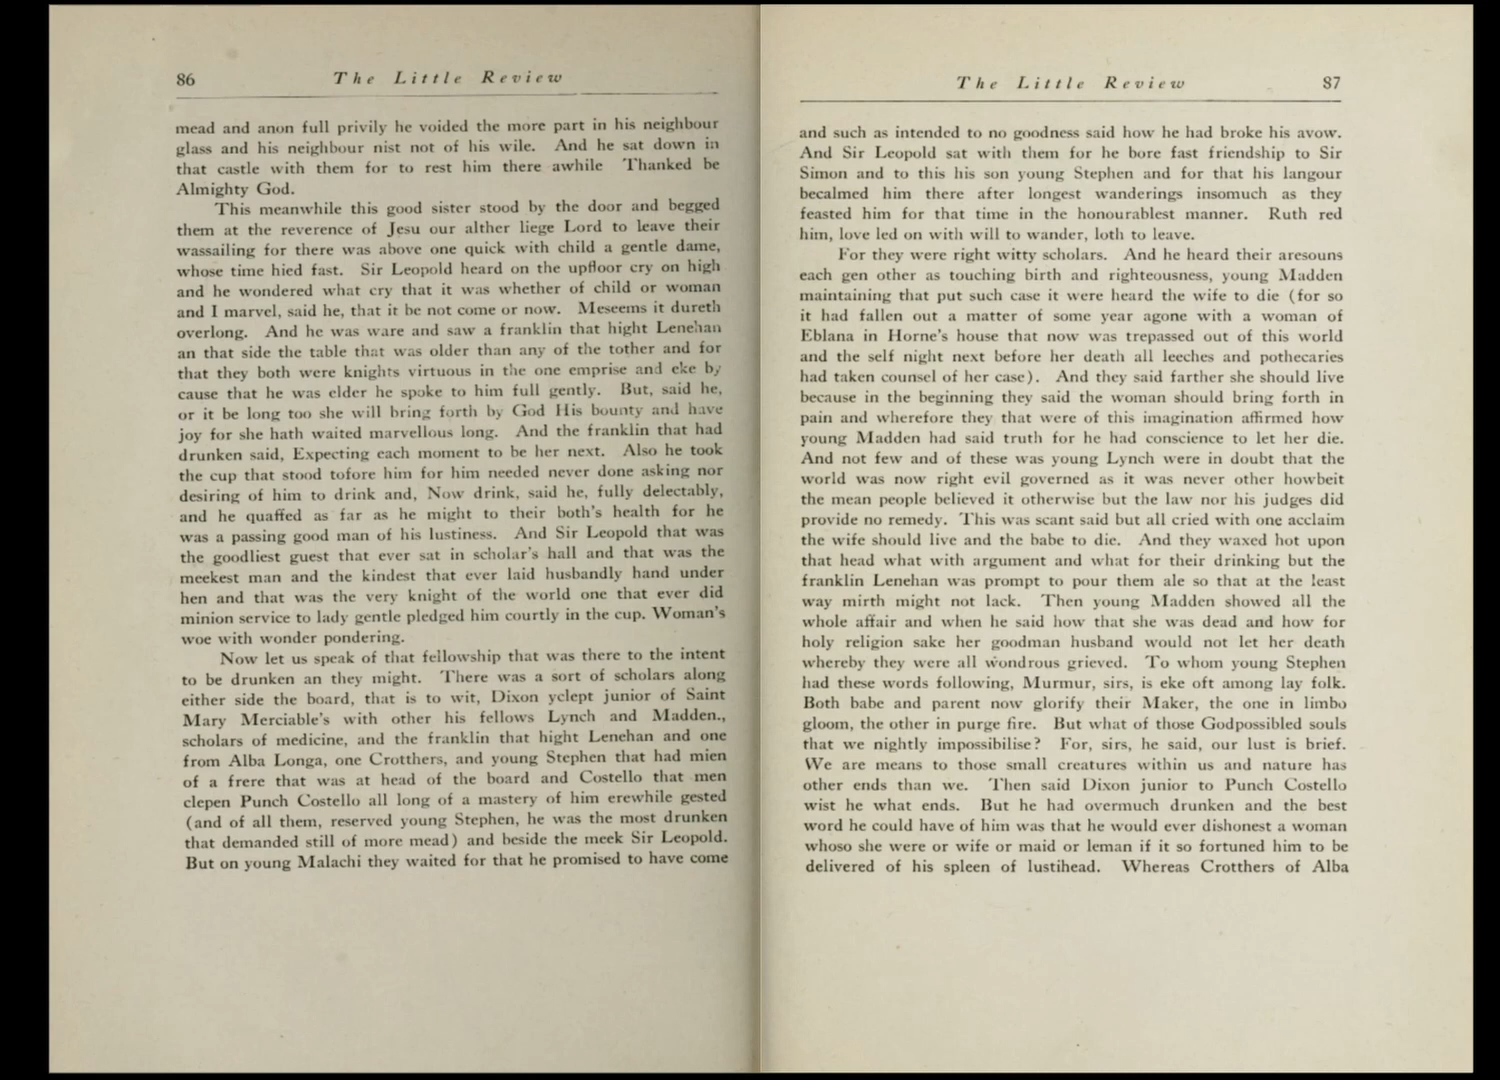 86
The Little Review
mead and anon full privily he voided the more part in his neighbour
glass and his neighbour nist not of his wile. And he sat down in
that castle with them for to rest him there awhile Thanked be
Almighty God.
This meanwhile this good sister stood by the door and begged
them at the reverence of Jesu our alther liege Lord to leave their
wassailing for there was above one quick with child a gentle dame,
whose time hied fast. Sir Leopold heard on the upfloor cry on high
and he wondered what cry that it was whether of child or woman
and I marvel, said he, that it be not come or now. Meseems it dureth
overlong. And he was ware and saw a franklin that hight Lenehan
an that side the table that was older than any of the tother and for
that they both were knights virtuous in the one emprise and eke by
cause that he was elder he spoke to him full gently. But, said he,
or it be long too she will bring forth by God His bounty and have
joy for she hath waited marvellous long. And the franklin that had
drunken said, Expecting each moment to be her next. Also he took
the cup that stood tofore him for him needed never done asking nor
desiring of him to drink and, Now drink, said he, fully delectably,
and he quaffed as far as he might to their both's health for he
was a passing good man of his lustiness. And Sir Leopold that was
the goodliest guest that ever sat in scholar's hall and that was the
meekest man and the kindest that ever laid husbandly hand under
hen and that was the very knight of the world one that ever did
minion service to lady gentle pledged him courtly in the cup. Woman's
woe with wonder pondering.
Now let us speak of that fellowship that was there to the intent
to be drunken an they might. There was a sort of scholars along
either side the board, that is to wit, Dixon yclept junior of Saint
Mary Merciable's with other his fellows Lynch and Madden.,
scholars of medicine, and the franklin that hight Lenehan and one
from Alba Longa, one Crotthers, and young Stephen that had mien
of a frere that was at head of the board and Costello that men
clepen Punch Costello all long of a mastery of him erewhile gested
(and of all them, reserved young Stephen, he was the most drunken
that demanded still of more mead) and beside the meek Sir Leopold.
But on young Malachi they waited for that he promised to have come
The Little Review
87
and such as intended to no goodness said how he had broke his avow.
And Sir Leopold sat with them for he bore fast friendship to Sir
Simon and to this his son young Stephen and for that his langour
becalmed him there after longest wanderings insomuch as they
feasted him for that time in the honourablest manner. Ruth red
him, love led on with will to wander, loth to leave.
For they were right witty scholars. And he heard their aresouns
each gen other as touching birth and righteousness, young Madden
maintaining that put such case it were heard the wife to die (for so
it had fallen out a matter of some year agone with a woman of
Eblana in Horne's house that now was trepassed out of this world
and the self night next before her death all leeches and pothecaries
had taken counsel of her case). And they said farther she should live
because in the beginning they said the woman should bring forth in
pain and wherefore they that were of this imagination affirmed how
young Madden had said truth for he had conscience to let her die.
And not few and of these was young Lynch were in doubt that the
world was now right evil governed as it was never other howbeit
the mean people believed it otherwise but the law nor his judges did
provide no remedy. This was scant said but all cried with one acclaim
the wife should live and the babe to die. And they waxed hot upon
that head what with argument and what for their drinking but the
franklin Lenehan was prompt to pour them ale so that at the least
way mirth might not lack. Then young Madden showed all the
whole affair and when he said how that she was dead and how for
holy religion sake her goodman husband would not let her death
whereby they were all wondrous grieved. To whom young Stephen
had these words following, Murmur, sirs, is eke oft among lay folk.
Both babe and parent now glorify their Maker, the one in limbo
gloom, the other in purge fire. But what of those Godpossibled souls
that we nightly impossibilise? For, sirs, he said, our lust is brief.
We are means to those small creatures within us and nature has
other ends than we. Then said Dixon junior to Punch Costello
wist he what ends. But he had overmuch drunken and the best
word he could have of him was that he would ever dishonest a woman
whoso she were or wife or maid or leman if it so fortuned him to be
delivered of his spleen of lustihead. Whereas Crotthers of Alba